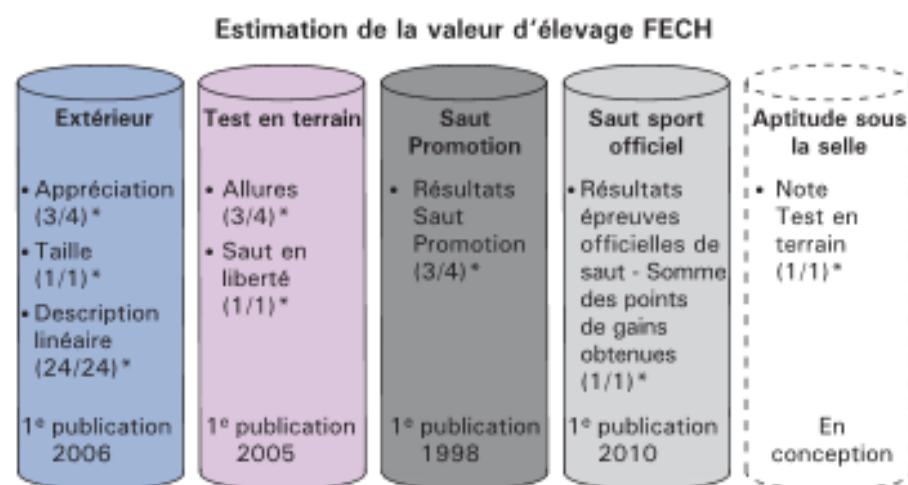 Estimation de la valeur d'élevage FECH
Extérieur
• Appréciation
(3/4)*
• Taille
(1/1)*
• Description
linéaire
(24/24)*
1e publication
2006
Test en terrain
• Allures
(3/4)*
• Saut en
liberté
(1/1)*
1e publication
2005
Saut
Promotion
• Résultats
Saut
Promotion
(3/4)*
1e publication
1998
Saut sport
officiel
• Résultats
épreuves
officielles de
saut - Somme
des points
de gains
obtenues
(1/1)*
1e publication
2010
Aptitude sous
la selle
• Note
Test en
terrain
(1/1)*
En
conception